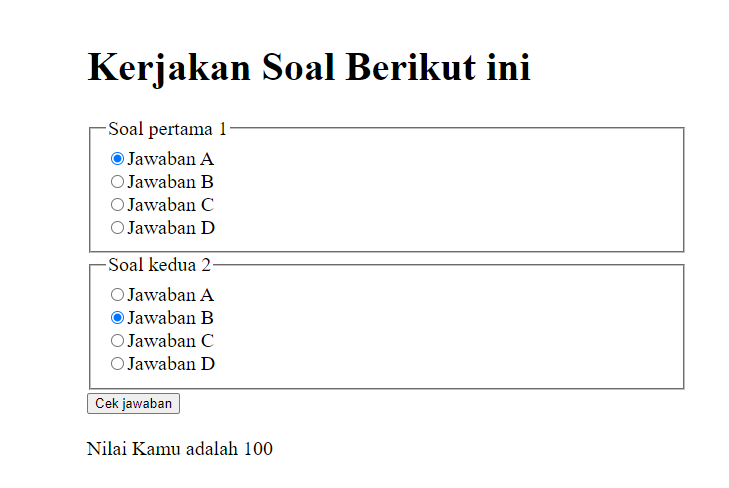 Kerjakan Soal Berikut ini
Soal pertama 1
Jawaban A
Jawaban B
Jawaban C
Jawaban D
Soal kedua 2
Jawaban A
Jawaban B
Jawaban C
Jawaban D
Cek jawaban
Nilai Kamu adalah 100